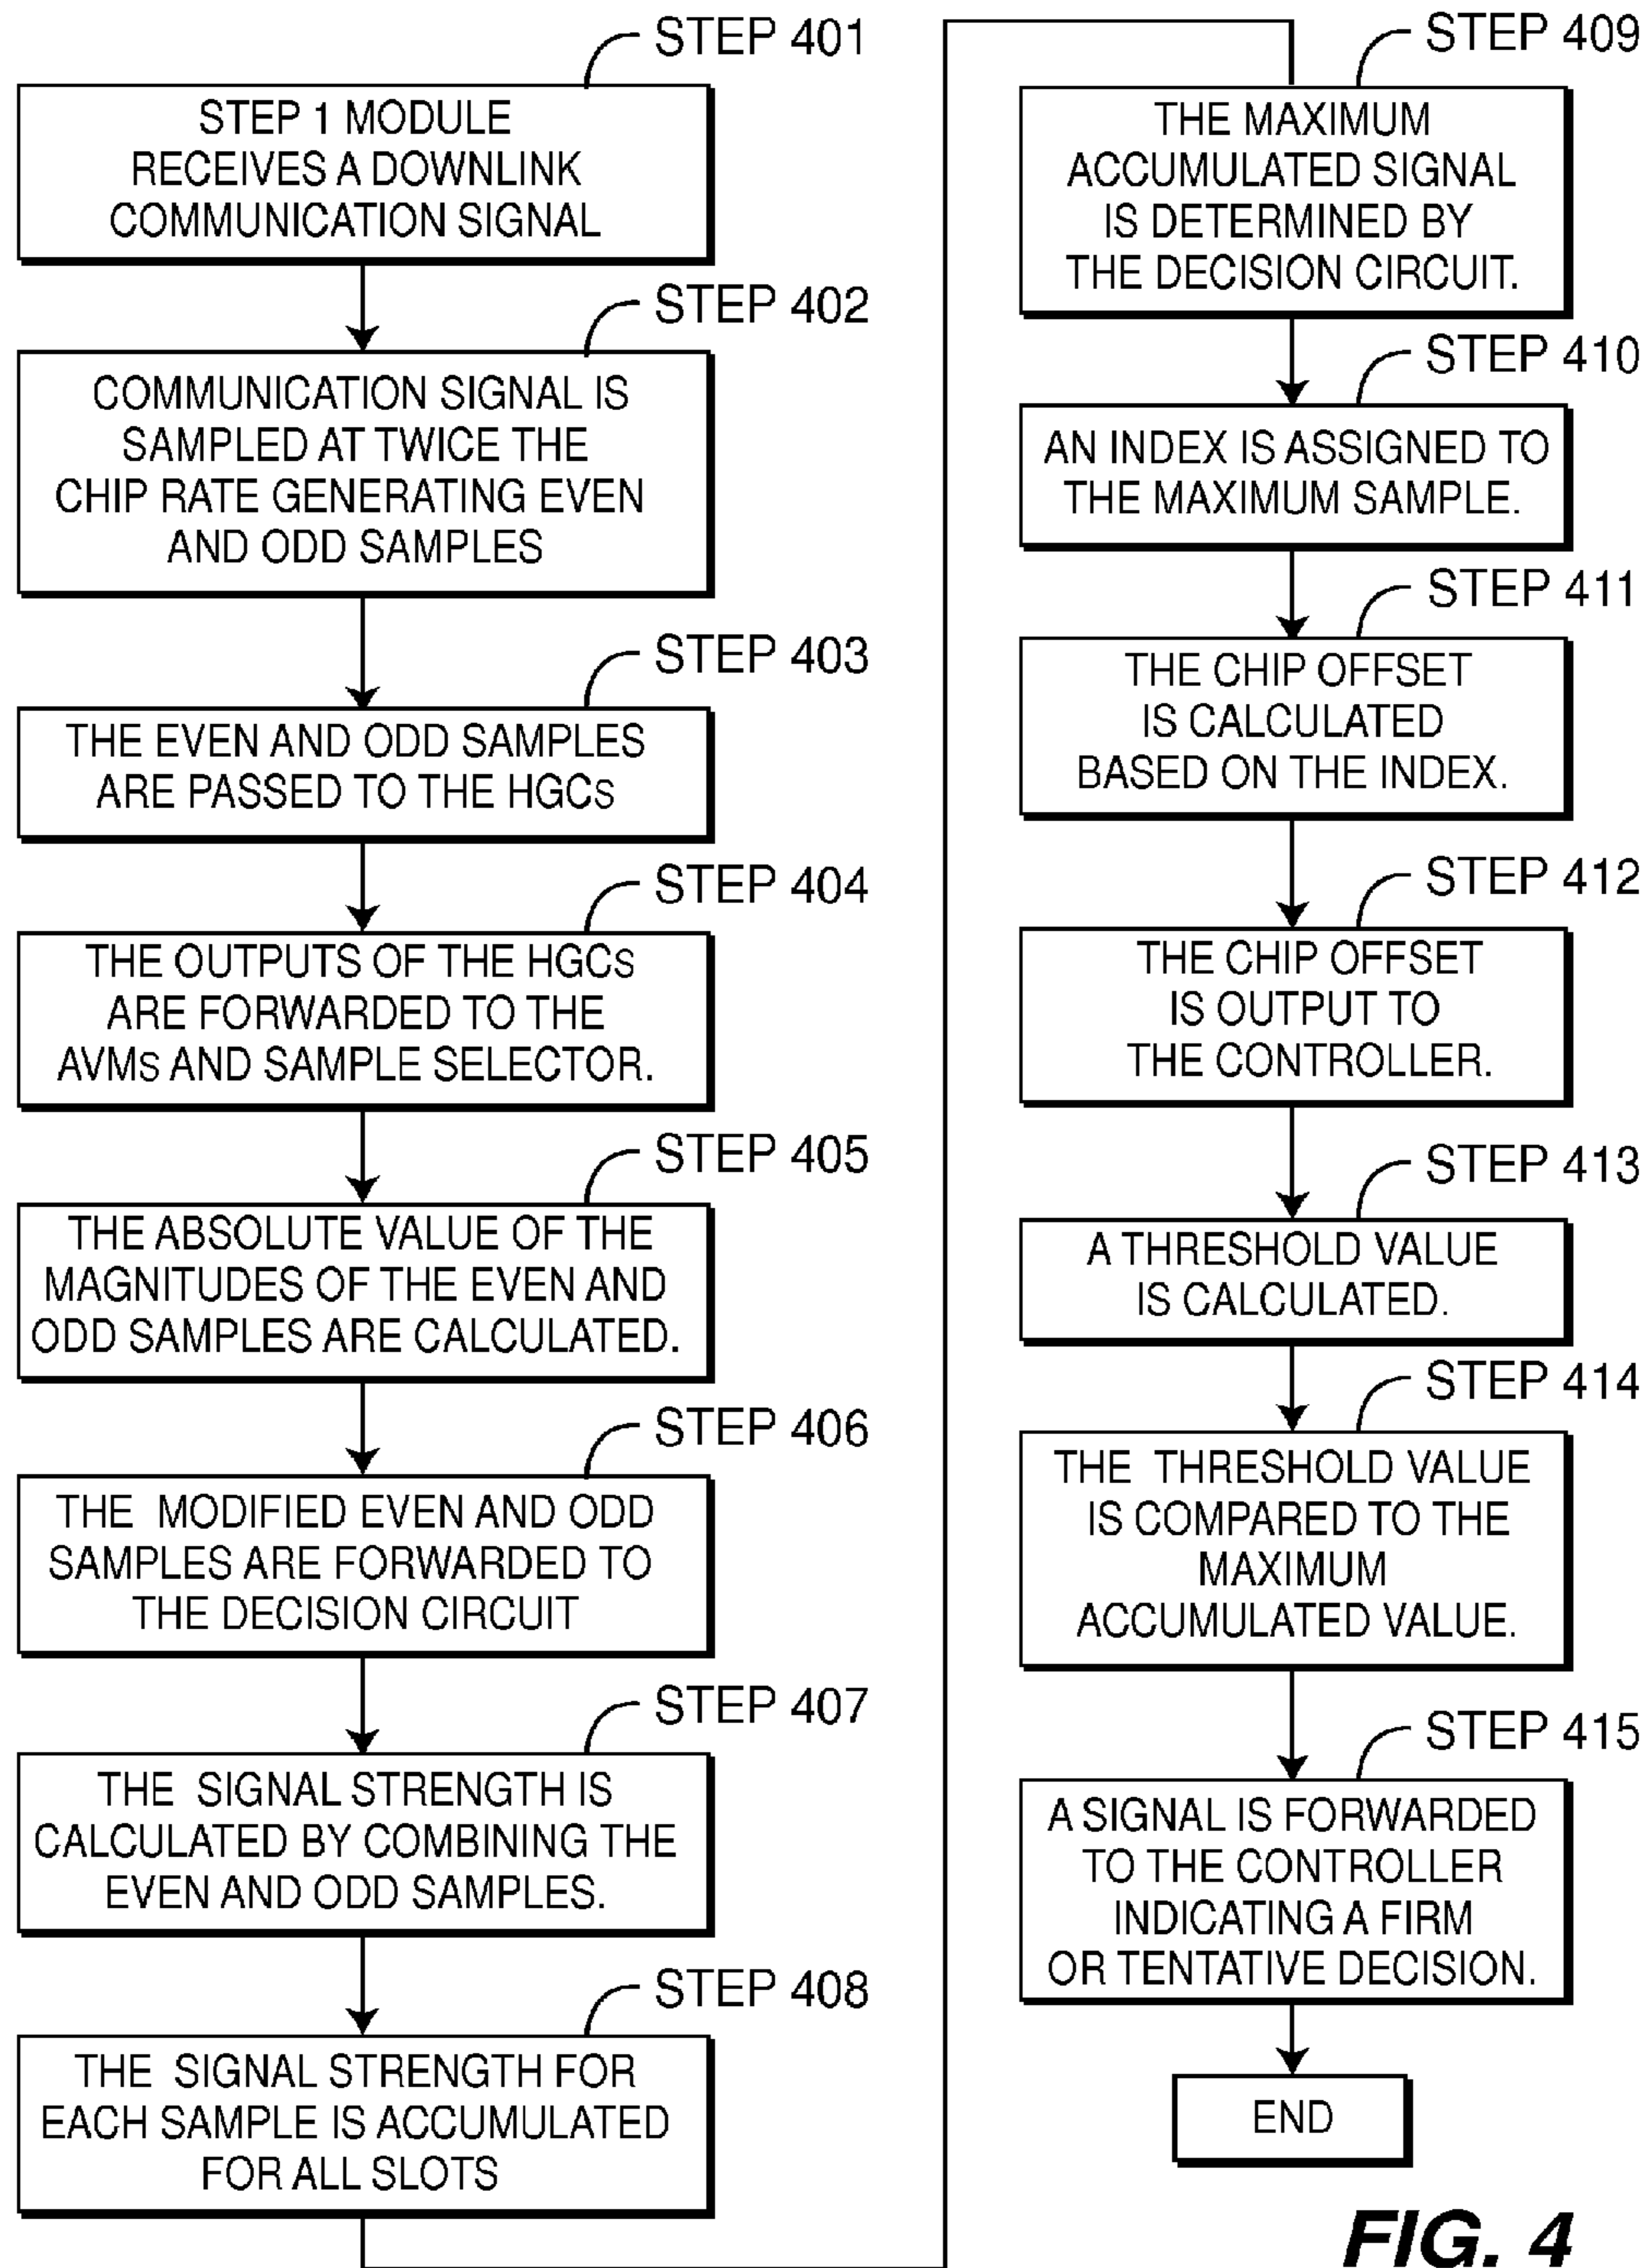 STEP 401
STEP 1 MODULE
RECEIVES A DOWNLINK
COMMUNICATION SIGNAL
STEP 402
COMMUNICATION SIGNAL IS
SAMPLED AT TWICE THE
CHIP RATE GENERATING EVEN
AND ODD SAMPLES
STEP 403
THE EVEN AND ODD SAMPLES
ARE PASSED TO THE HGCs
STEP 404
THE OUTPUTS OF THE HGCs
ARE FORWARDED TO THE
AVMs AND SAMPLE SELECTOR.
STEP 405
THE ABSOLUTE VALUE OF THE
MAGNITUDES OF THE EVEN AND
ODD SAMPLES ARE CALCULATED.
STEP 406
THE MODIFIED EVEN AND ODD
SAMPLES ARE FORWARDED TO
THE DECISION CIRCUIT
STEP 407
THE SIGNAL STRENGTH IS
CALCULATED BY COMBINING THE
EVEN AND ODD SAMPLES.
STEP 408
THE SIGNAL STRENGTH FOR
EACH SAMPLE IS ACCUMULATED
FOR ALL SLOTS
STEP 409
THE MAXIMUM
ACCUMULATED SIGNAL
IS DETERMINED BY
THE DECISION CIRCUIT.
STEP 410
AN INDEX IS ASSIGNED TO
THE MAXIMUM SAMPLE.
STEP 411
THE CHIP OFFSET
IS CALCULATED
BASED ON THE INDEX.
STEP 412
THE CHIP OFFSET
IS OUTPUT TO
THE CONTROLLER.
STEP 413
A THRESHOLD VALUE
IS CALCULATED.
STEP 414
THE THRESHOLD VALUE
IS COMPARED TO THE
MAXIMUM
ACCUMULATED VALUE.
STEP 415
A SIGNAL IS FORWARDED
TO THE CONTROLLER
INDICATING A FIRM
OR TENTATIVE DECISION.
END
FIG. 4